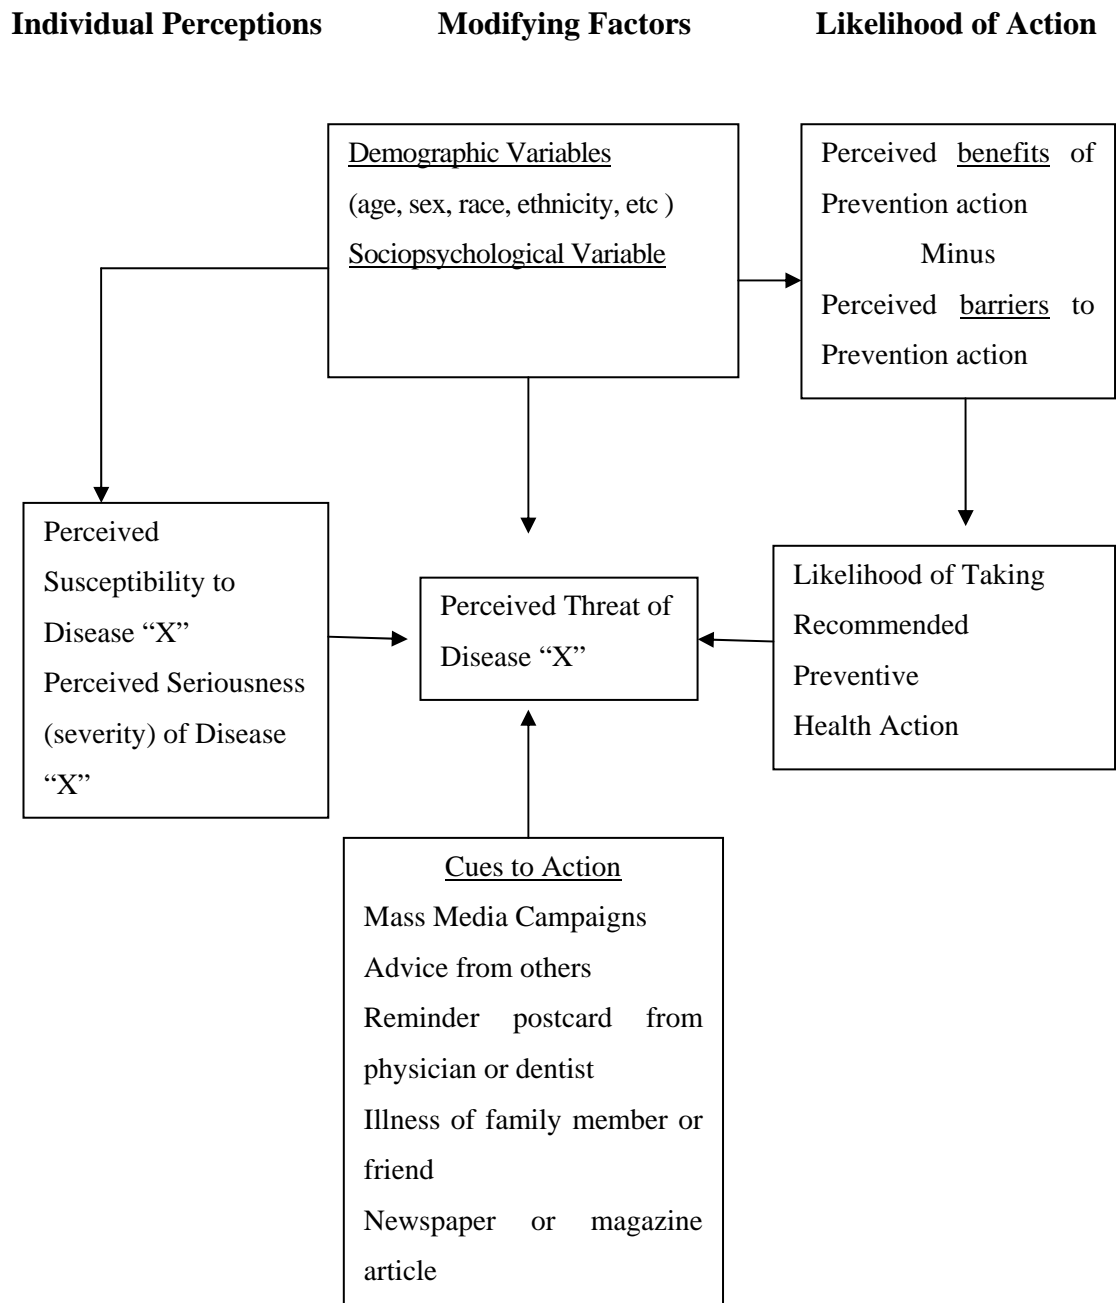 Individual Perceptions
Modifying Factors
Likelihood of Action
Demographic Variables
(age, sex, race, ethnicity, etc )
Sociopsychological Variable
Perceived benefits of
Prevention action
Minus
Perceived barriers to
Prevention action
Perceived
Susceptibility to
Disease “X”
Perceived Seriousness
(severity) of Disease
“X”
Perceived Threat of
Disease “X”
Likelihood of Taking
Recommended
Preventive
Health Action
Cues to Action
Mass Media Campaigns
Advice from others
Reminder postcard from
physician or dentist
Illness of family member or
friend
Newspaper or magazine
article